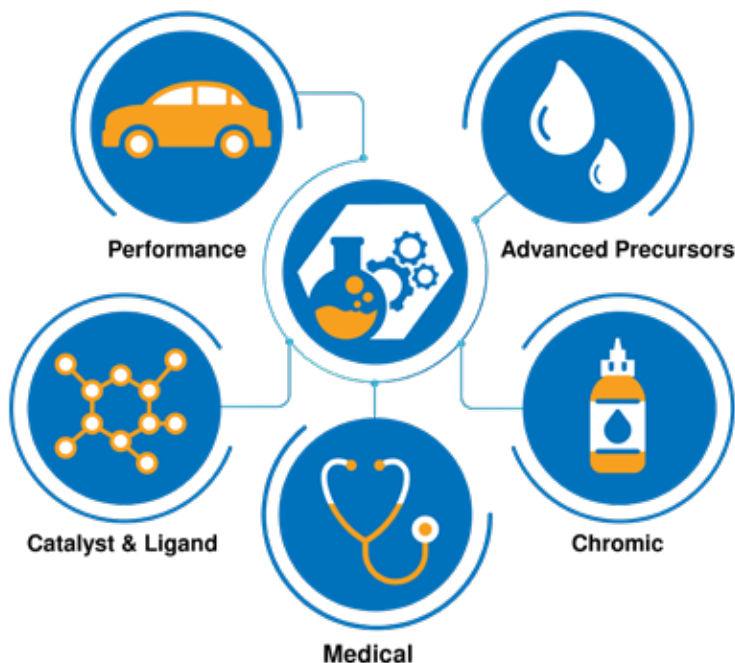 Performance
Advanced Precursors
Catalyst & Ligand
Chromic
Medical